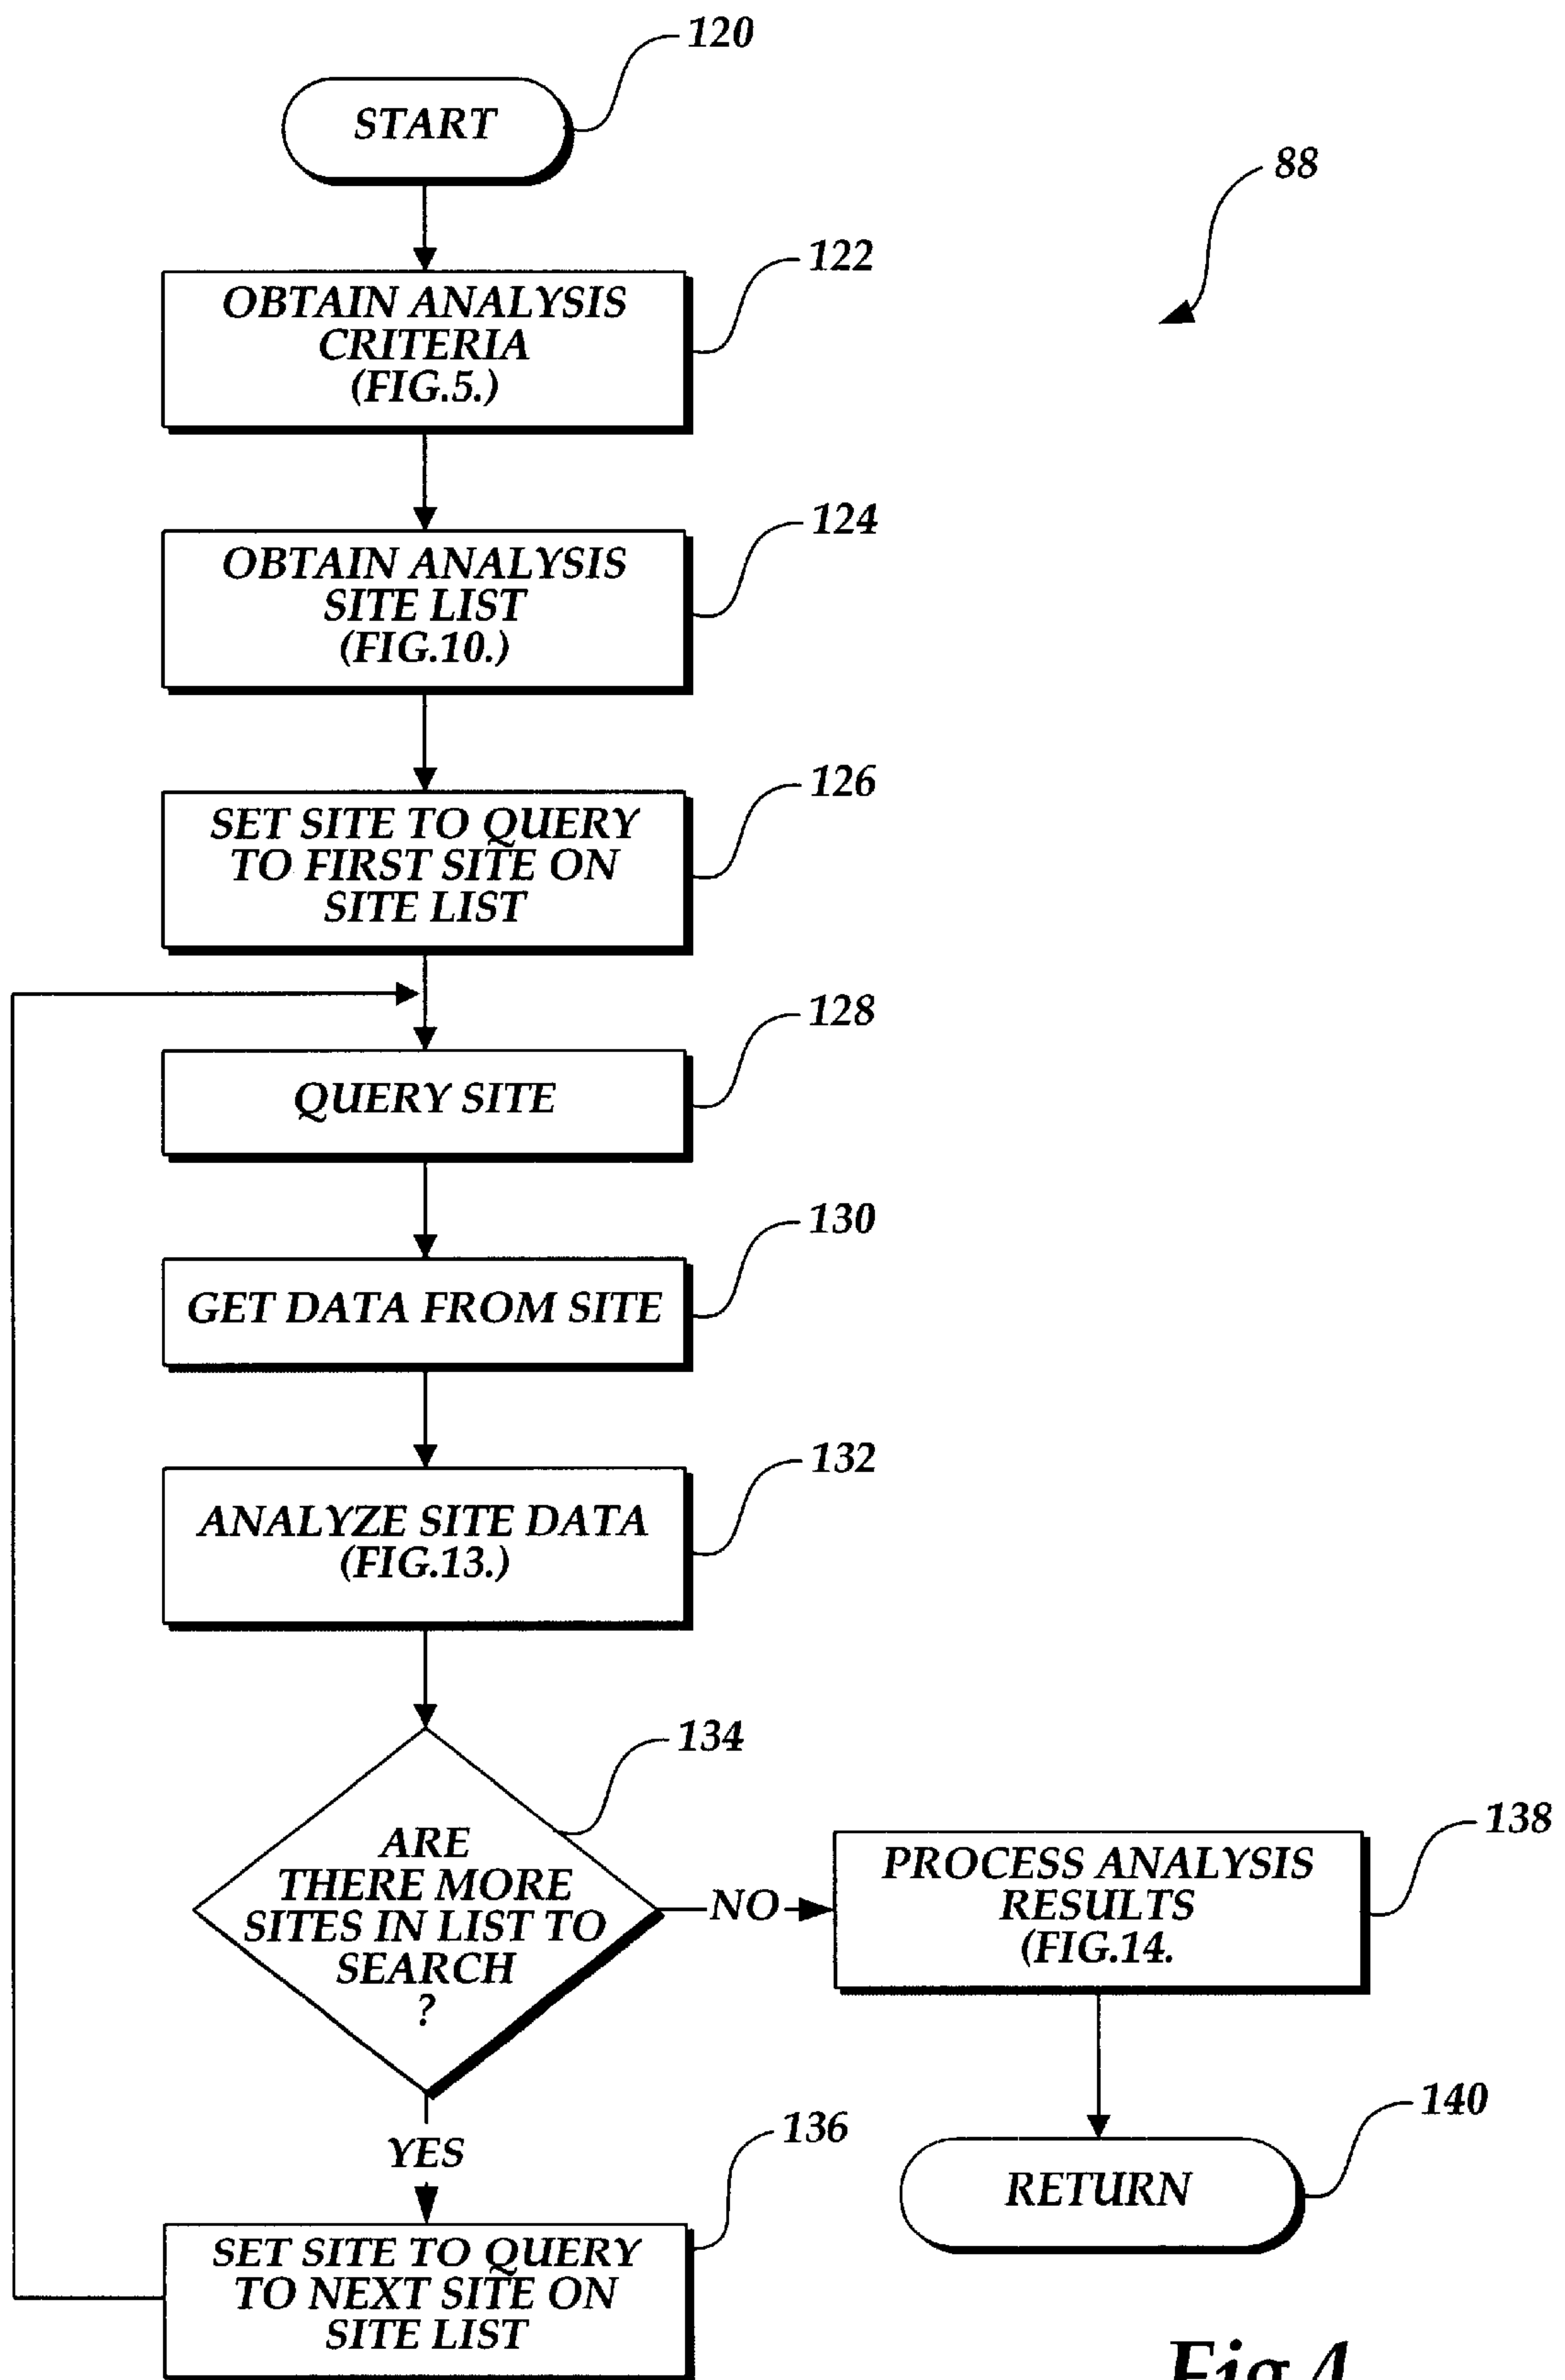 120
START
88
122
OBTAIN ANALYSIS
CRITERIA
(FIG.5.)
124
OBTAIN ANALYSIS
SITE LIST
(FIG.10.)
126
SET SITE TO QUERY
TO FIRST SITE ON
SITE LIST
128
QUERY SITE
130
GET DATA FROM SITE
132
ANALYZE SITE DATA
(FIG.13.)
134
ARE
THERE MORE
SITES IN LIST TO
SEARCH
?
NO
138
PROCESS ANALYSIS
RESULTS
(FIG.14.
YES
140
RETURN
136
SET SITE TO QUERY
TO NEXT SITE ON
SITE LIST
Fig.4.